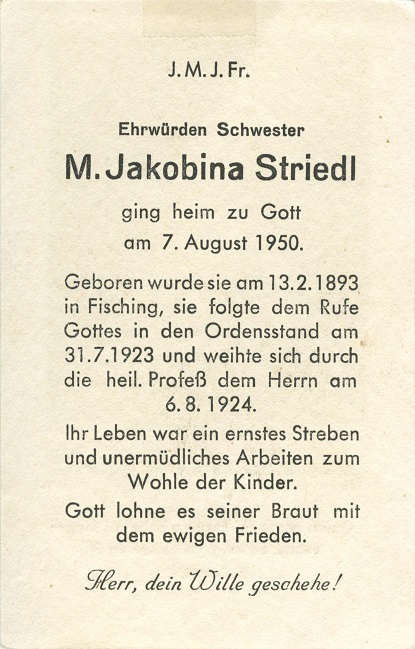 J. M. J. Fr.
Ehrwürden Schwester
M. Jakobina Striedl
ging heim zu Gott
am 7. August 1950.
Geboren wurde sie am 13.2.1893
in Fisching, sie folgte dem Rufe
Gottes in den Ordensstand am
31.7.1923 und weihte sich durch
die heil. Profeß dem Herrn am
6.8.1924.
Ihr Leben war ein ernstes Streben
und unermüdliches Arbeiten zum
Wohle der Kinder.
Gott lohne es seiner Braut mit
dem ewigen Frieden.
Herr, dein Wille geschehe!